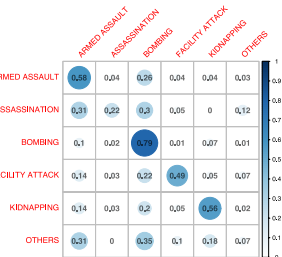 ARMED ASSAULT
ASSASSINATION
BOMBING
FACILITY ATTACK
KIDNAPPING
OTHERS
RMED ASSAULT 0.58 0.04 0.26 0.04 0.04 0.03
SSASSINATION 0.31 0.22 0.3 0.05 0 0.12
BOMBING 0.1 0.02 0.79 0.01 0.07 0.01
CILITY ATTACK 0.14 0.03 0.22 0.49 0.05 0.07
KIDNAPPING 0.14 0.03 0.2 0.05 0.56 0.02
OTHERS 0.31 0 0.35 0.1 0.18 0.07
1
0.9
0.8
0.7
0.6
0.5
0.4
0.3
0.2
0.1
0